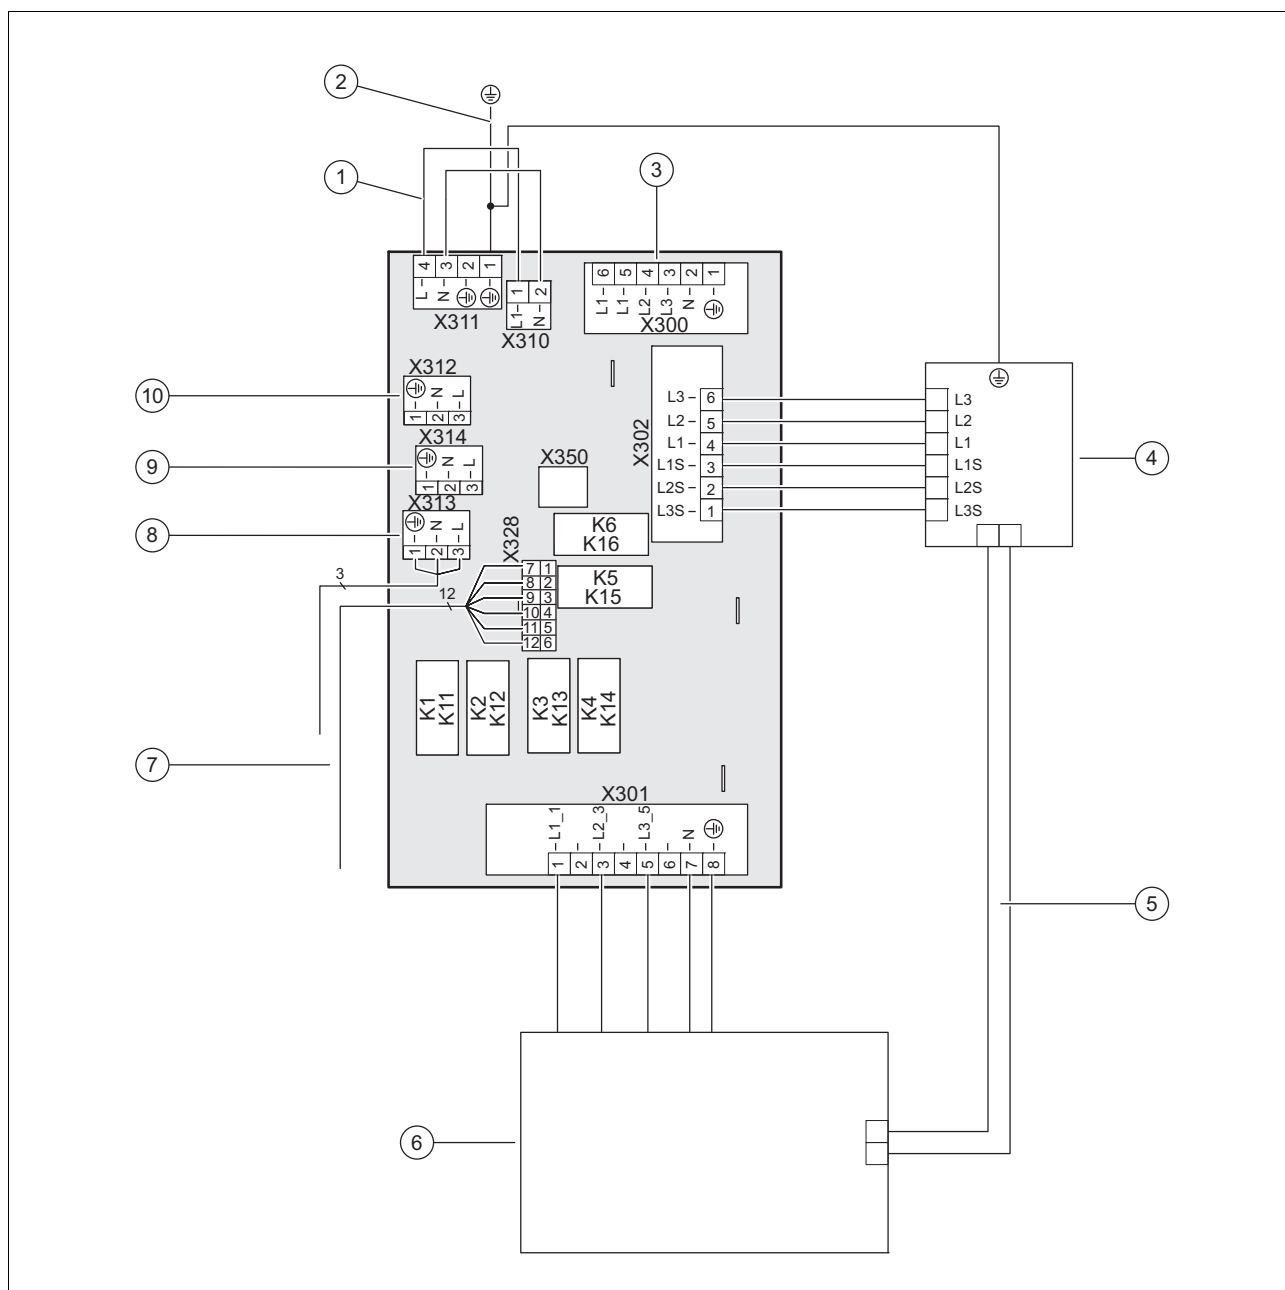 2
1
3
4 3 2 1
L N
X311
1 2
L1 N
X310
6 5 4 3 2 1
L1 L1 L2 L3 N
X300
10
X312
N L
1 2 3
9
X314
N L
1 2 3
8
X313
N L
1 2 3
X350
X302
L3 6 L3
L2 5 L2
L1 4 L1
L1S 3 L1S
L2S 2 L2S
L3S 1 L3S
4
K6
K16
X328
7 1
8 2
9 3
10 4
11 5
12 6
K5
K15
3
12
K1
K11
K2
K12
K3
K13
K4
K14
7
X301
L1_1 L2_3 L3_5 N
1 2 3 4 5 6 7 8
5
6